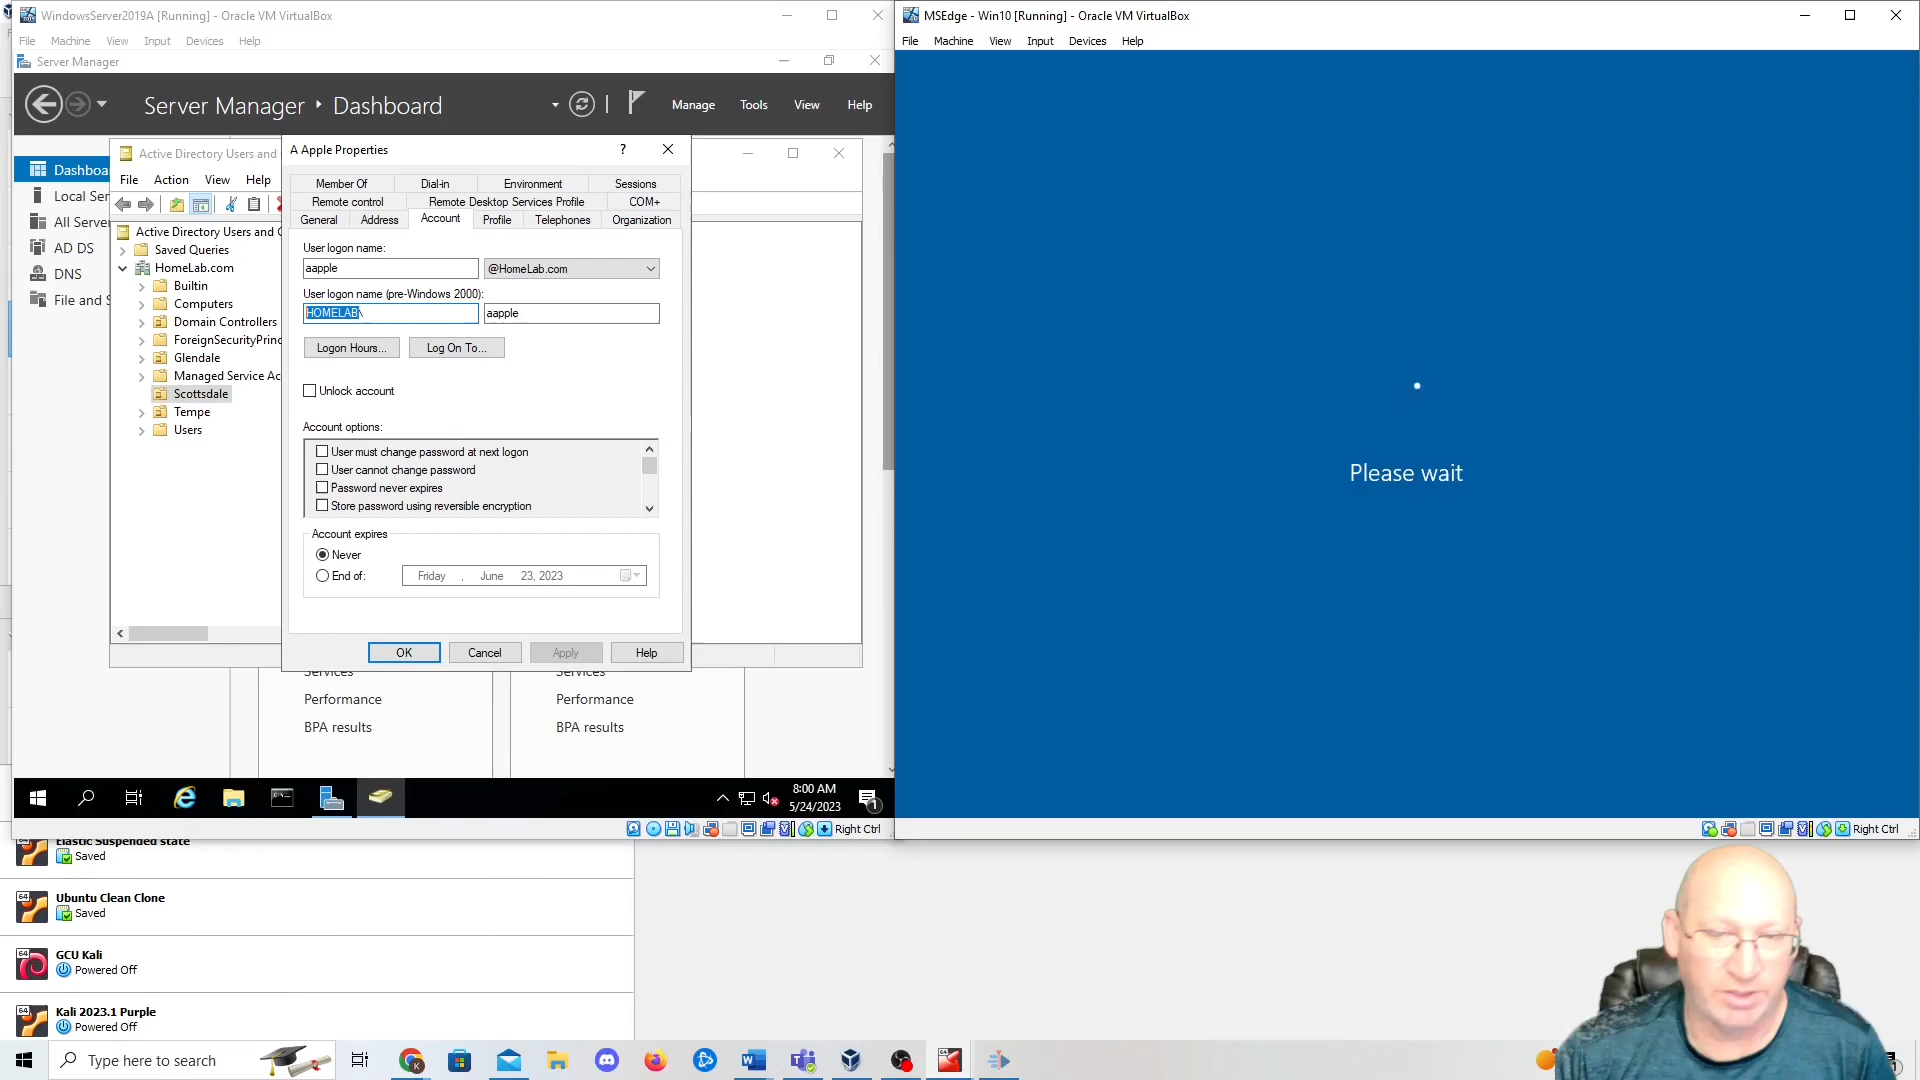 WindowsServer2019A [Running] - Oracle VM VirtualBox
File Machine View Input Devices Help
Server Manager
Server Manager Dashboard
Manage Tools View Help
Dashboa
Local Ser
All Server
AD DS
DNS
File and S
Active Directory Users and
File Action View Help
Active Directory Users and C
Saved Queries
HomeLab.com
Builtin
Computers
Domain Controllers
ForeignSecurityPrinc
Glendale
Managed Service Ac
Scottsdale
Tempe
Users
A Apple Properties
?
Member Of Dial-in Environment Sessions
Remote control Remote Desktop Services Profile COM+
General Address Account Profile Telephones Organization
User logon name:
aapple @HomeLab.com
User logon name (pre-Windows 2000):
HOMELAB\ aapple
Logon Hours... Log On To...
Unlock account
Account options:
User must change password at next logon
User cannot change password
Password never expires
Store password using reversible encryption
Account expires
Never
End of: Friday , June 23, 2023
OK Cancel Apply Help
Services Services
Performance Performance
BPA results BPA results
8:00 AM
5/24/2023
1
Right Ctrl
MSEdge - Win10 [Running] - Oracle VM VirtualBox
File Machine View Input Devices Help
Please wait
Right Ctrl
Elastic Suspended state
Saved
64
Ubuntu Clean Clone
Saved
64
GCU Kali
Powered Off
64
Kali 2023.1 Purple
Powered Off
Type here to search